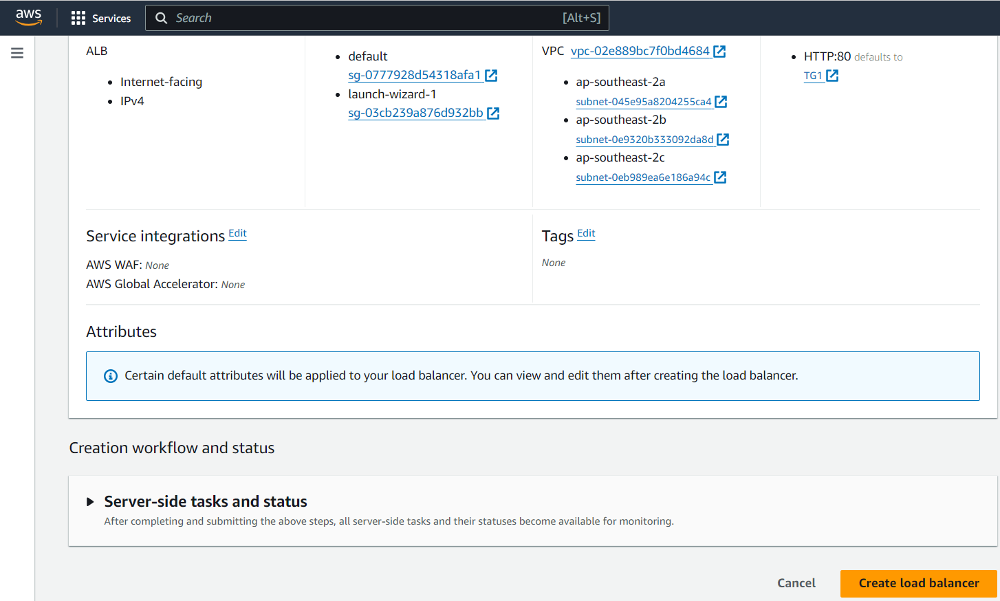 aws
Services
Search
[Alt+S]
ALB
Internet-facing
IPv4
default
sg-0777928d54318afa1
launch-wizard-1
sg-03cb239a876d932bb
VPC vpc-02e889bc7f0bd4684
ap-southeast-2a
subnet-045e95a8204255ca4
ap-southeast-2b
subnet-0e9320b333092da8d
ap-southeast-2c
subnet-0eb989ea6e186a94c
HTTP:80 defaults to
TG1
Service integrations Edit
AWS WAF: None
AWS Global Accelerator: None
Tags Edit
None
Attributes
Certain default attributes will be applied to your load balancer. You can view and edit them after creating the load balancer.
Creation workflow and status
Server-side tasks and status
After completing and submitting the above steps, all server-side tasks and their statuses become available for monitoring.
Cancel
Create load balancer